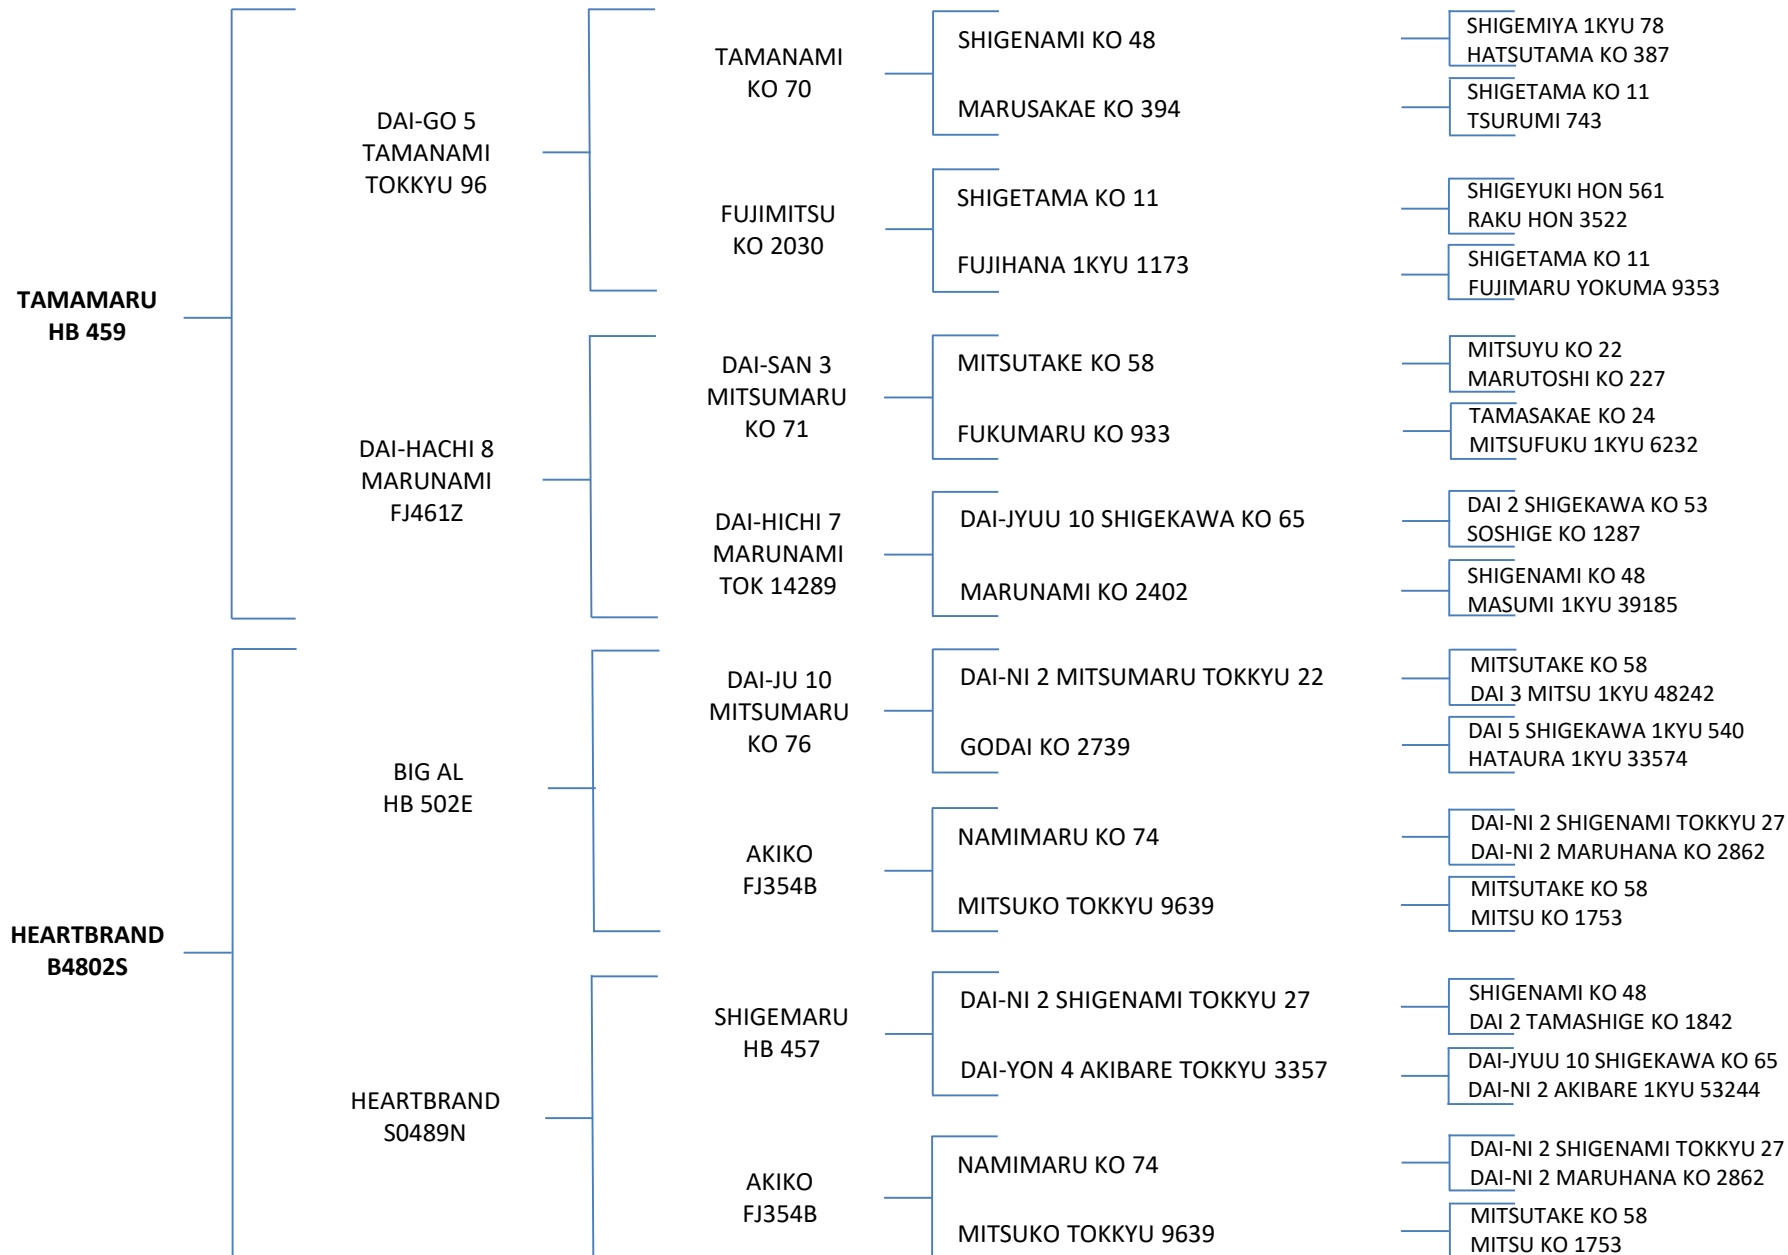 TAMAMARU
HB 459
DAI-GO 5
TAMANAMI
TOKKYU 96
TAMANAMI
KO 70
SHIGENAMI KO 48
SHIGEMIYA 1KYU 78
HATSUTAMA KO 387
MARUSAKAE KO 394
SHIGETAMA KO 11
TSURUMI 743
FUJIMITSU
KO 2030
SHIGETAMA KO 11
SHIGEYUKI HON 561
RAKU HON 3522
FUJIHANA 1KYU 1173
SHIGETAMA KO 11
FUJIMARU YOKUMA 9353
DAI-HACHI 8
MARUNAMI
FJ461Z
DAI-SAN 3
MITSUMARU
KO 71
MITSUTAKE KO 58
MITSUYU KO 22
MARUTOSHI KO 227
FUKUMARU KO 933
TAMASAKAE KO 24
MITSUFUKU 1KYU 6232
DAI-HICHI 7
MARUNAMI
TOK 14289
DAI-JYUU 10 SHIGEKAWA KO 65
DAI 2 SHIGEKAWA KO 53
SOSHIGE KO 1287
MARUNAMI KO 2402
SHIGENAMI KO 48
MASUMI 1KYU 39185
HEARTBRAND
B4802S
BIG AL
HB 502E
DAI-JU 10
MITSUMARU
KO 76
DAI-NI 2 MITSUMARU TOKKYU 22
MITSUTAKE KO 58
DAI 3 MITSU 1KYU 48242
GODAI KO 2739
DAI 5 SHIGEKAWA 1KYU 540
HATAURA 1KYU 33574
AKIKO
FJ354B
NAMIMARU KO 74
DAI-NI 2 SHIGENAMI TOKKYU 27
DAI-NI 2 MARUHANA KO 2862
MITSUKO TOKKYU 9639
MITSUTAKE KO 58
MITSU KO 1753
HEARTBRAND
S0489N
SHIGEMARU
HB 457
DAI-NI 2 SHIGENAMI TOKKYU 27
SHIGENAMI KO 48
DAI 2 TAMASHIGE KO 1842
DAI-YON 4 AKIBARE TOKKYU 3357
DAI-JYUU 10 SHIGEKAWA KO 65
DAI-NI 2 AKIBARE 1KYU 53244
AKIKO
FJ354B
NAMIMARU KO 74
DAI-NI 2 SHIGENAMI TOKKYU 27
DAI-NI 2 MARUHANA KO 2862
MITSUKO TOKKYU 9639
MITSUTAKE KO 58
MITSU KO 1753